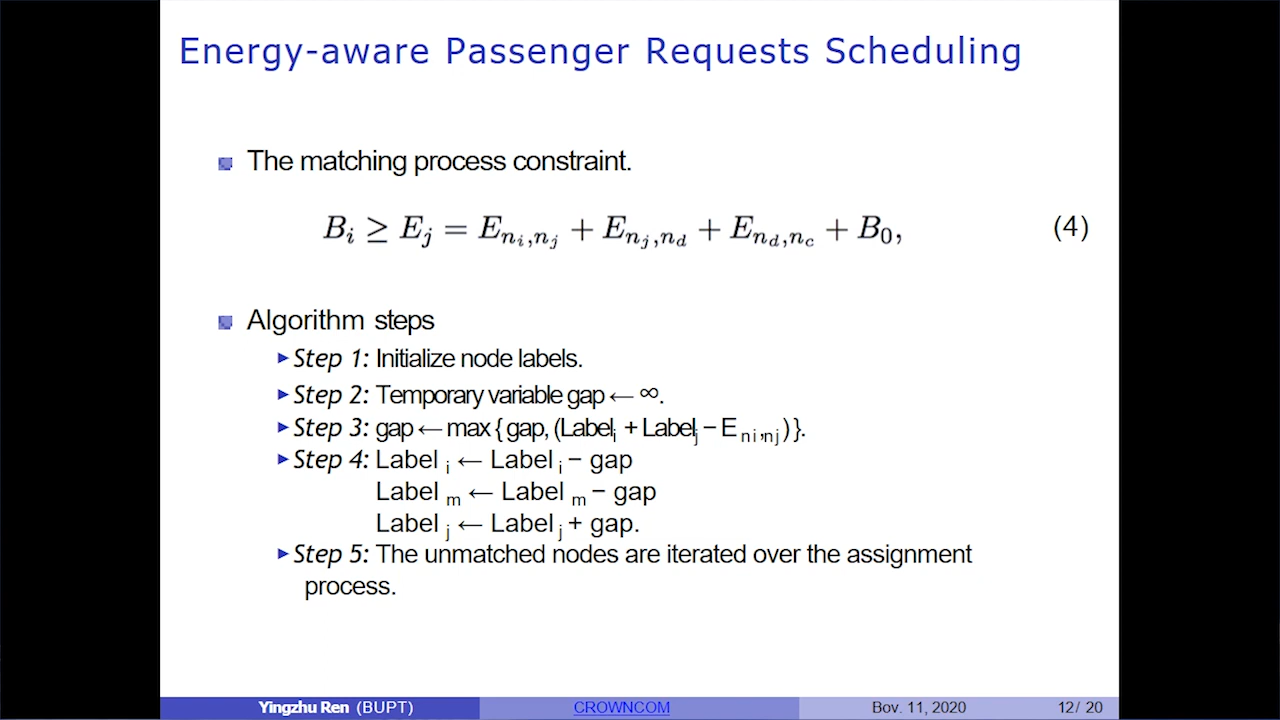 Energy-aware Passenger Requests Scheduling
The matching process constraint.
B_i ≥ E_j = E_{n_i,n_j} + E_{n_j,n_d} + E_{n_d,n_c} + B_0, (4)
Algorithm steps
▸Step 1: Initialize node labels.
▸Step 2: Temporary variable gap ← ∞.
▸Step 3: gap ← max { gap, (Label_i + Label_j − E_{ni,nj}) }.
▸Step 4: Label_i ← Label_i − gap
Label_m ← Label_m − gap
Label_j ← Label_j + gap.
▸Step 5: The unmatched nodes are iterated over the assignment
process.
Yingzhu Ren (BUPT) CROWNCOM Bov. 11, 2020 12/ 20